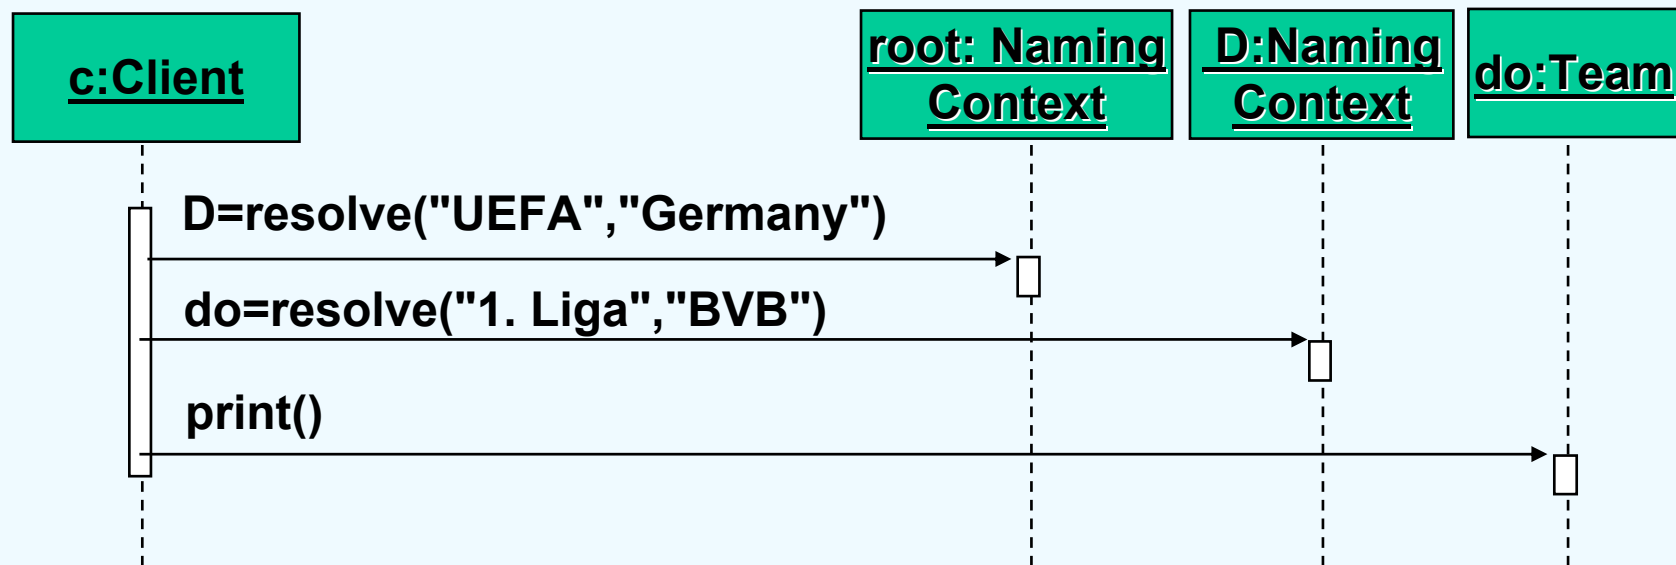 c:Client
root: Naming
Context
D:Naming
Context
do:Team
D=resolve("UEFA","Germany")
do=resolve("1. Liga","BVB")
print()